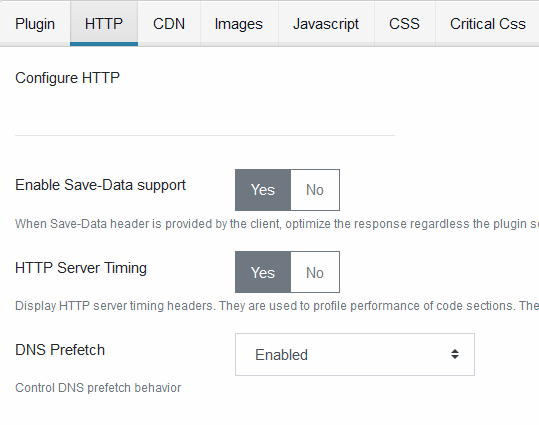 Plugin HTTP CDN Images Javascript CSS Critical Css
Configure HTTP
Enable Save-Data support Yes No
When Save-Data header is provided by the client, optimize the response regardless the plugin se
HTTP Server Timing Yes No
Display HTTP server timing headers. They are used to profile performance of code sections. The
DNS Prefetch Enabled
Control DNS prefetch behavior